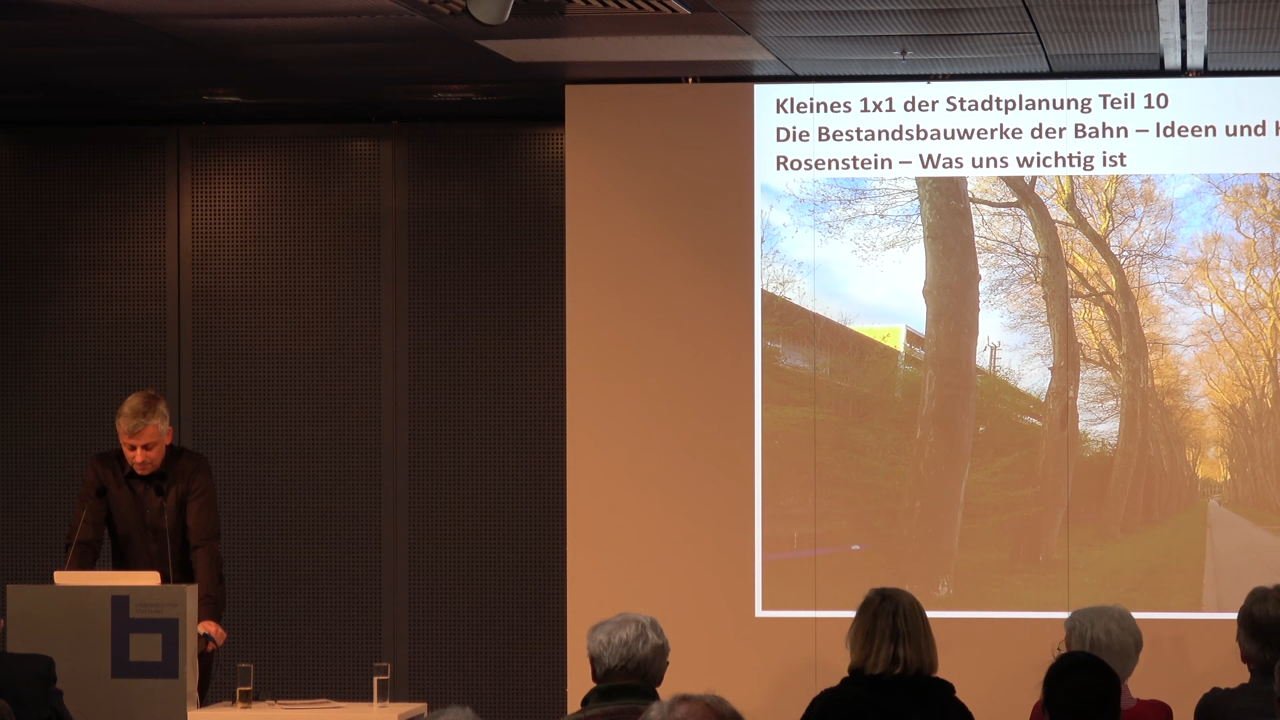 Kleines 1x1 der Stadtplanung Teil 10
Die Bestandsbauwerke der Bahn – Ideen und
Rosenstein – Was uns wichtig ist
b